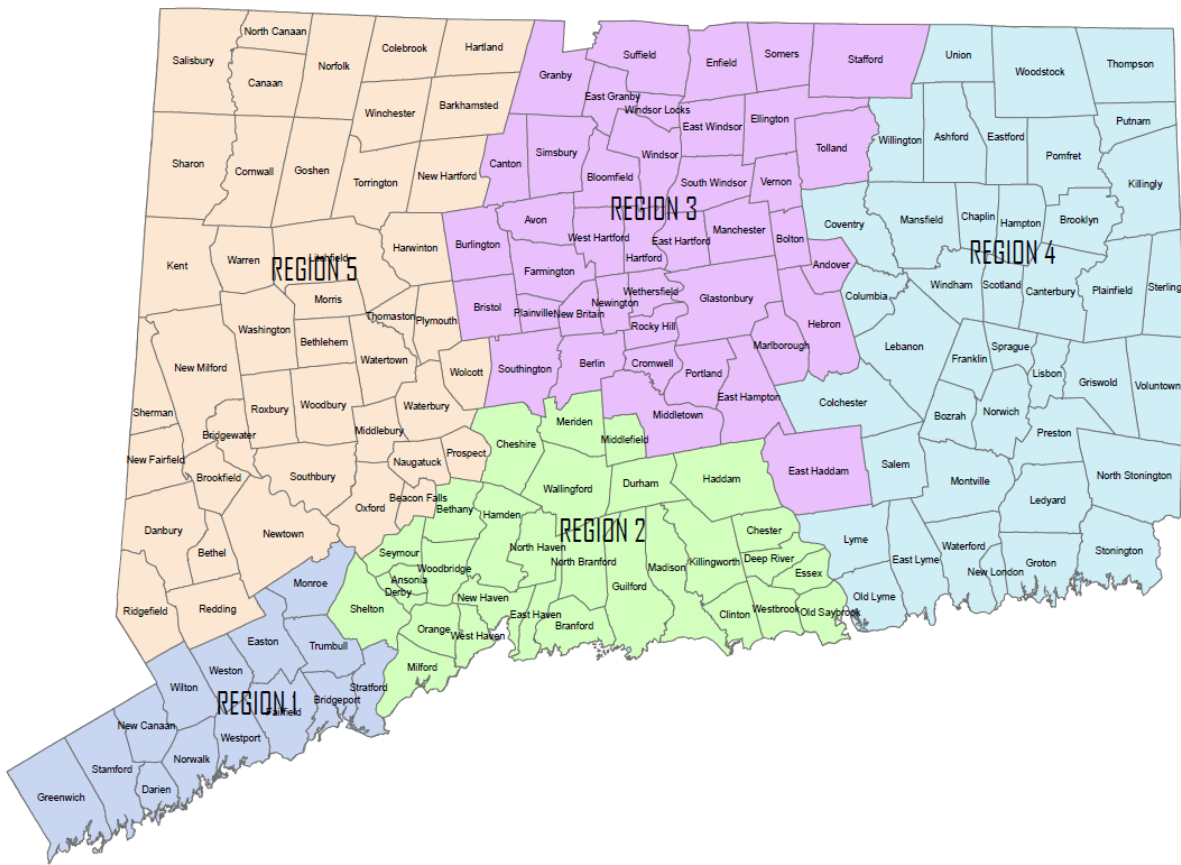 North Canaan
Colebrook
Hartland
Salisbury
Canaan
Norfolk
Winchester
Barkhamsted
Sharon
Cornwall
Goshen
Torrington
New Hartford
Kent
Warren
Litchfield
Harwinton
REGION 5
Morris
Thomaston
Plymouth
Washington
Bethlehem
Watertown
New Milford
Wolcott
Sherman
Roxbury
Woodbury
Waterbury
Bridgewater
Middlebury
New Fairfield
Brookfield
Southbury
Naugatuck
Prospect
Oxford
Beacon Falls
Danbury
Bethel
Newtown
Ridgefield
Redding
Granby
Suffield
Enfield
Somers
Stafford
East Granby
Windsor Locks
East Windsor
Ellington
Canton
Simsbury
Bloomfield
Windsor
Tolland
South Windsor
Vernon
REGION 3
Burlington
Avon
West Hartford
Hartford
East Hartford
Manchester
Bolton
Andover
Farmington
Bristol
Plainville
New Britain
Newington
Wethersfield
Glastonbury
Rocky Hill
Hebron
Marlborough
Southington
Berlin
Cromwell
Portland
East Hampton
Middletown
East Haddam
Union
Woodstock
Thompson
Putnam
Willington
Ashford
Eastford
Pomfret
Killingly
Coventry
Mansfield
Chaplin
Hampton
Brooklyn
REGION 4
Columbia
Windham
Scotland
Canterbury
Plainfield
Sterling
Lebanon
Franklin
Sprague
Lisbon
Griswold
Voluntown
Colchester
Bozrah
Norwich
Preston
Salem
Montville
Ledyard
North Stonington
Lyme
East Lyme
Waterford
New London
Groton
Stonington
Old Lyme
Meriden
Cheshire
Middlefield
Wallingford
Durham
Haddam
Bethany
Hamden
REGION 2
Chester
Seymour
Woodbridge
North Haven
North Branford
Madison
Killingworth
Deep River
Essex
Ansonia
Derby
Guilford
Shelton
New Haven
East Haven
Branford
Clinton
Westbrook
Old Saybrook
Orange
West Haven
Milford
Monroe
Easton
Trumbull
Weston
Wilton
Stratford
Bridgeport
REGION 1
Fairfield
New Canaan
Westport
Norwalk
Stamford
Darien
Greenwich